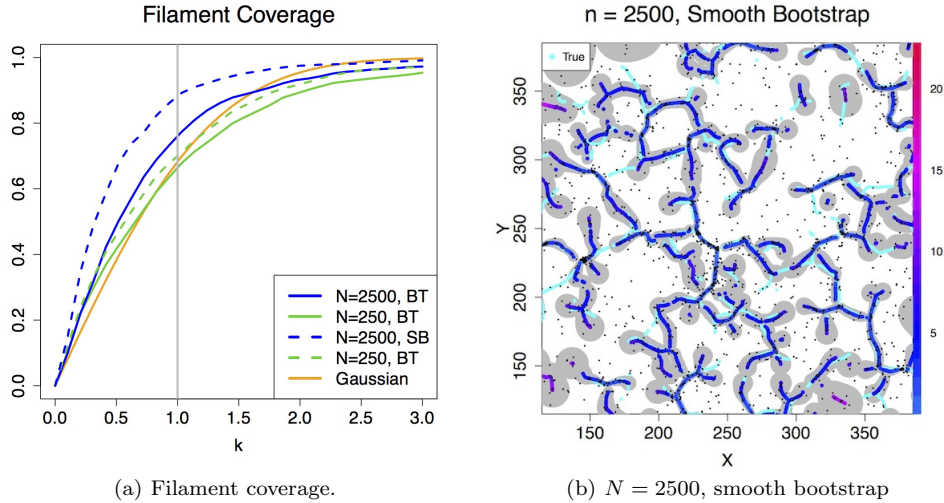 Filament Coverage
1.0
0.8
0.6
0.4
0.2
0.0
N=2500, BT
N=250, BT
N=2500, SB
N=250, BT
Gaussian
0.0 0.5 1.0 1.5 2.0 2.5 3.0
k
(a) Filament coverage.
n = 2500, Smooth Bootstrap
True
Y
350
300
250
200
150
20
15
10
5
150 200 250 300 350
X
(b) N = 2500, smooth bootstrap